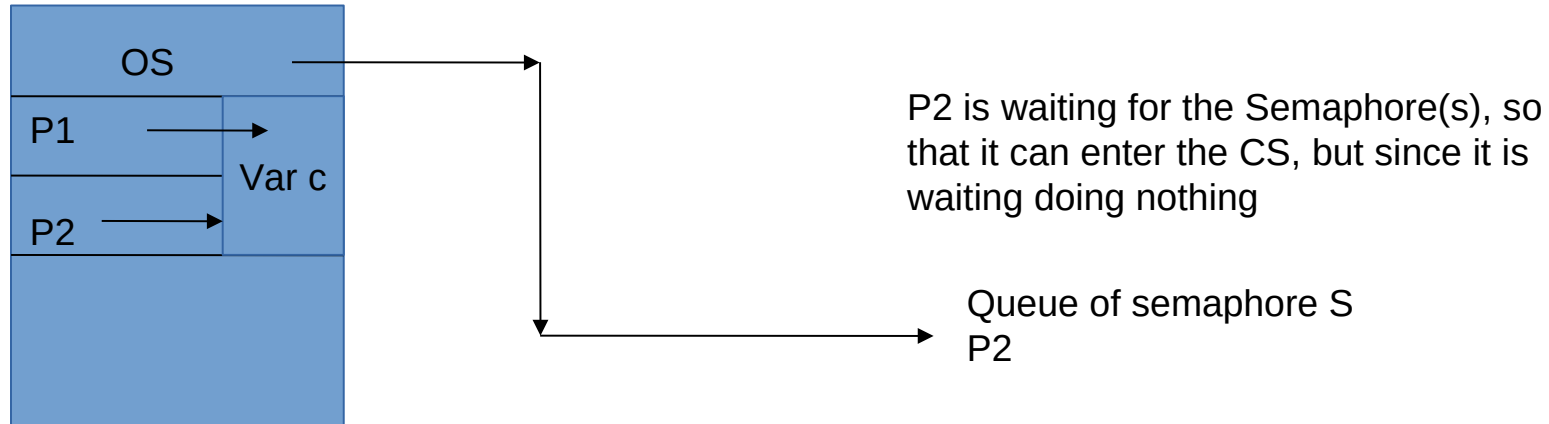 OS
P1
Var c
P2
P2 is waiting for the Semaphore(s), so
that it can enter the CS, but since it is
waiting doing nothing
Queue of semaphore S
P2